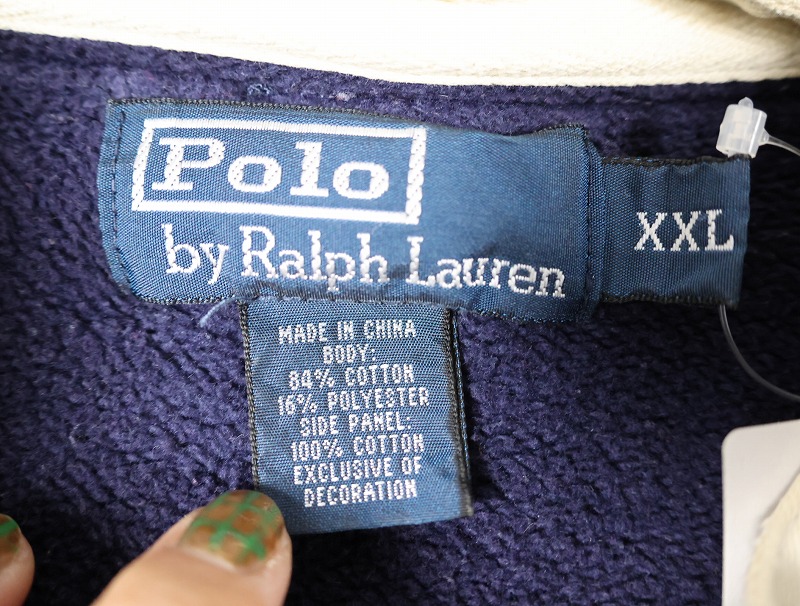 Polo
by Ralph Lauren
XXL
MADE IN CHINA
BODY:
84% COTTON
16% POLYESTER
SIDE PANEL:
100% COTTON
EXCLUSIVE OF
DECORATION